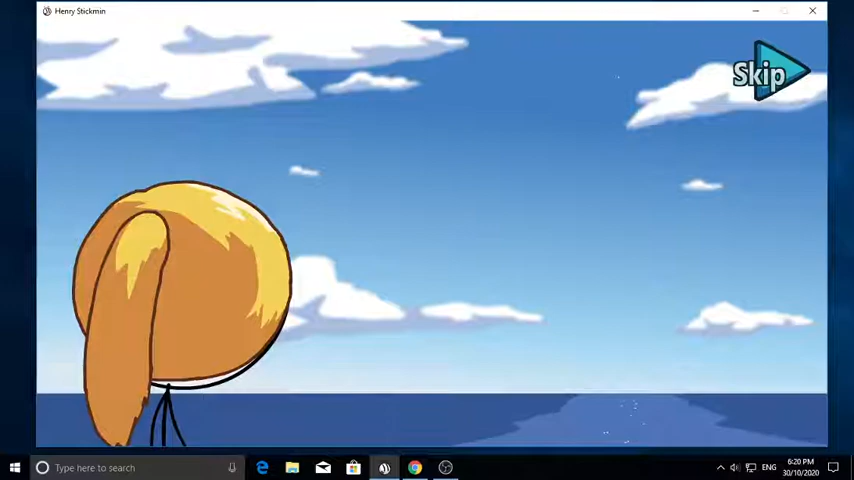 Henry Stickmin
Skip
Type here to search
ENG
6:20 PM
30/10/2020